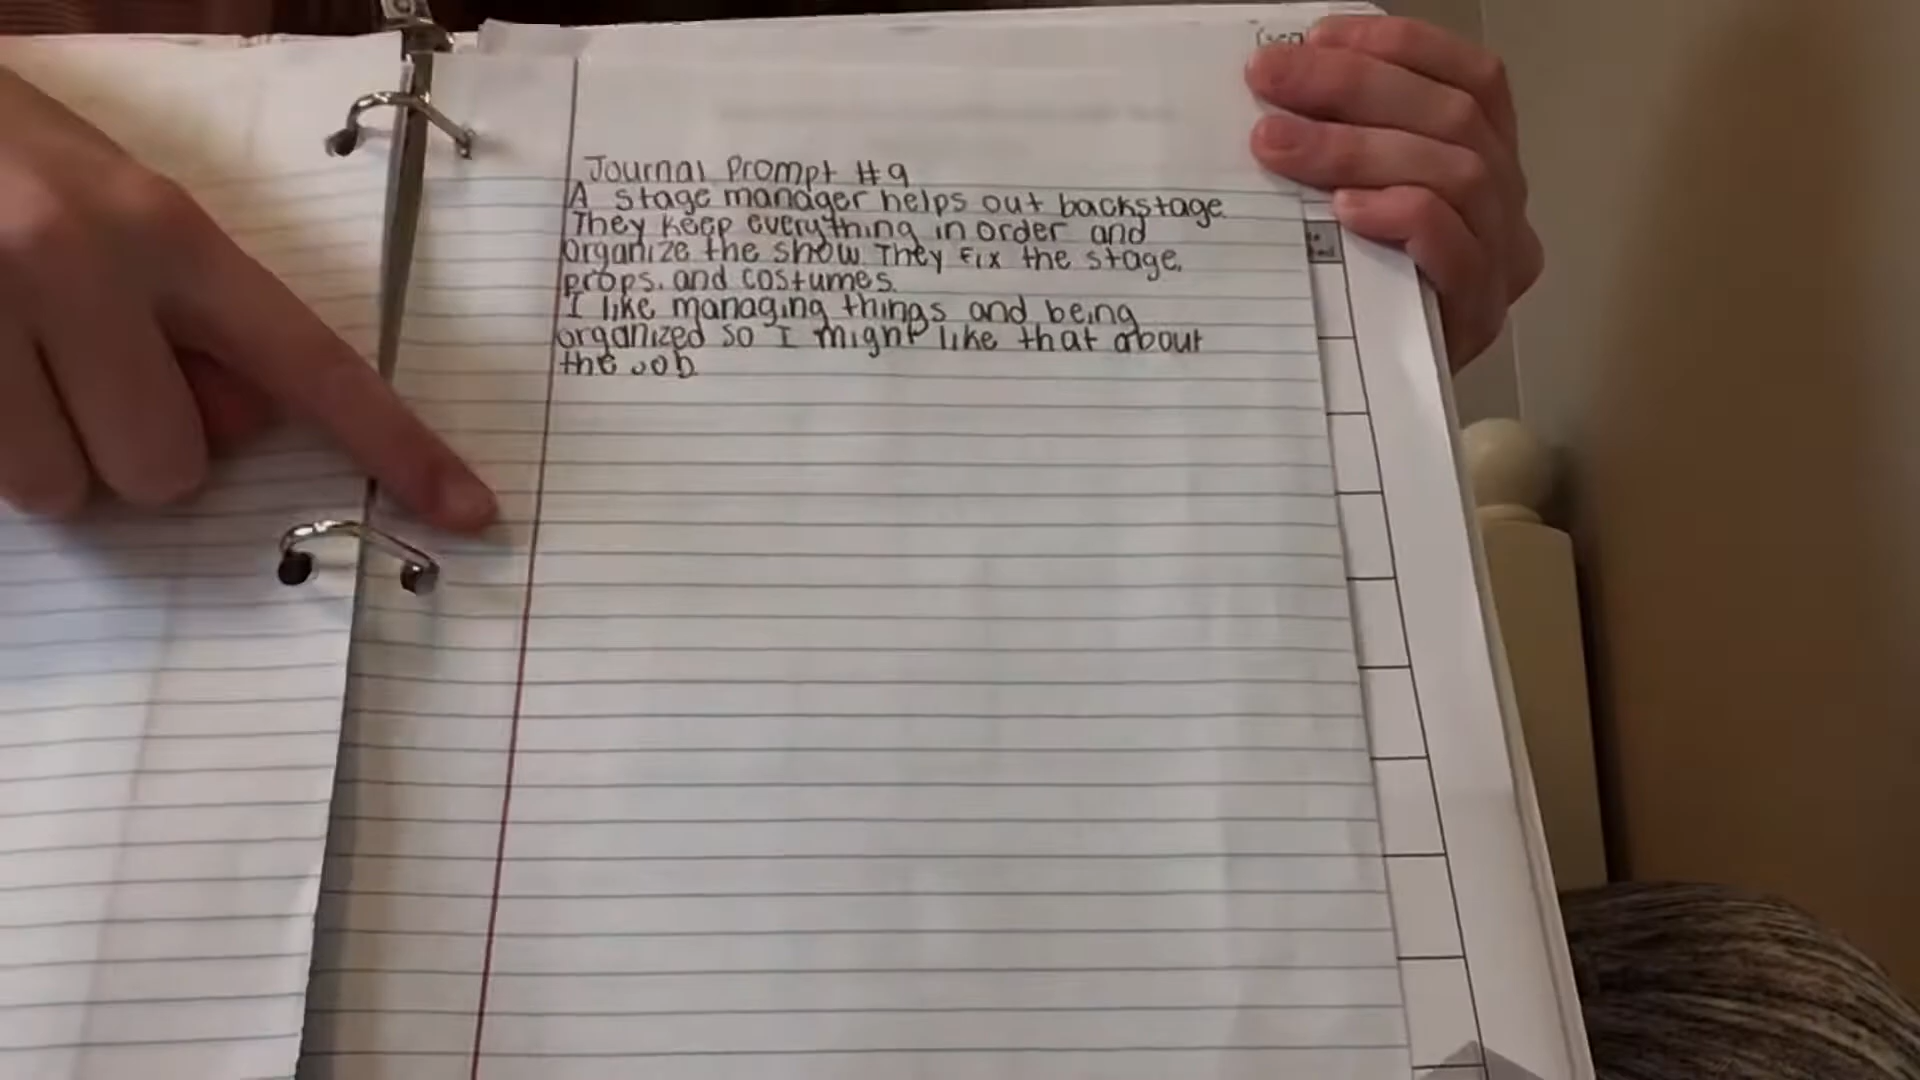 Journal Prompt #9
A stage manager helps out backstage.
They keep everything in order and
organize the show. They fix the stage,
props, and costumes.
I like managing things and being
organized so I might like that about
the job.